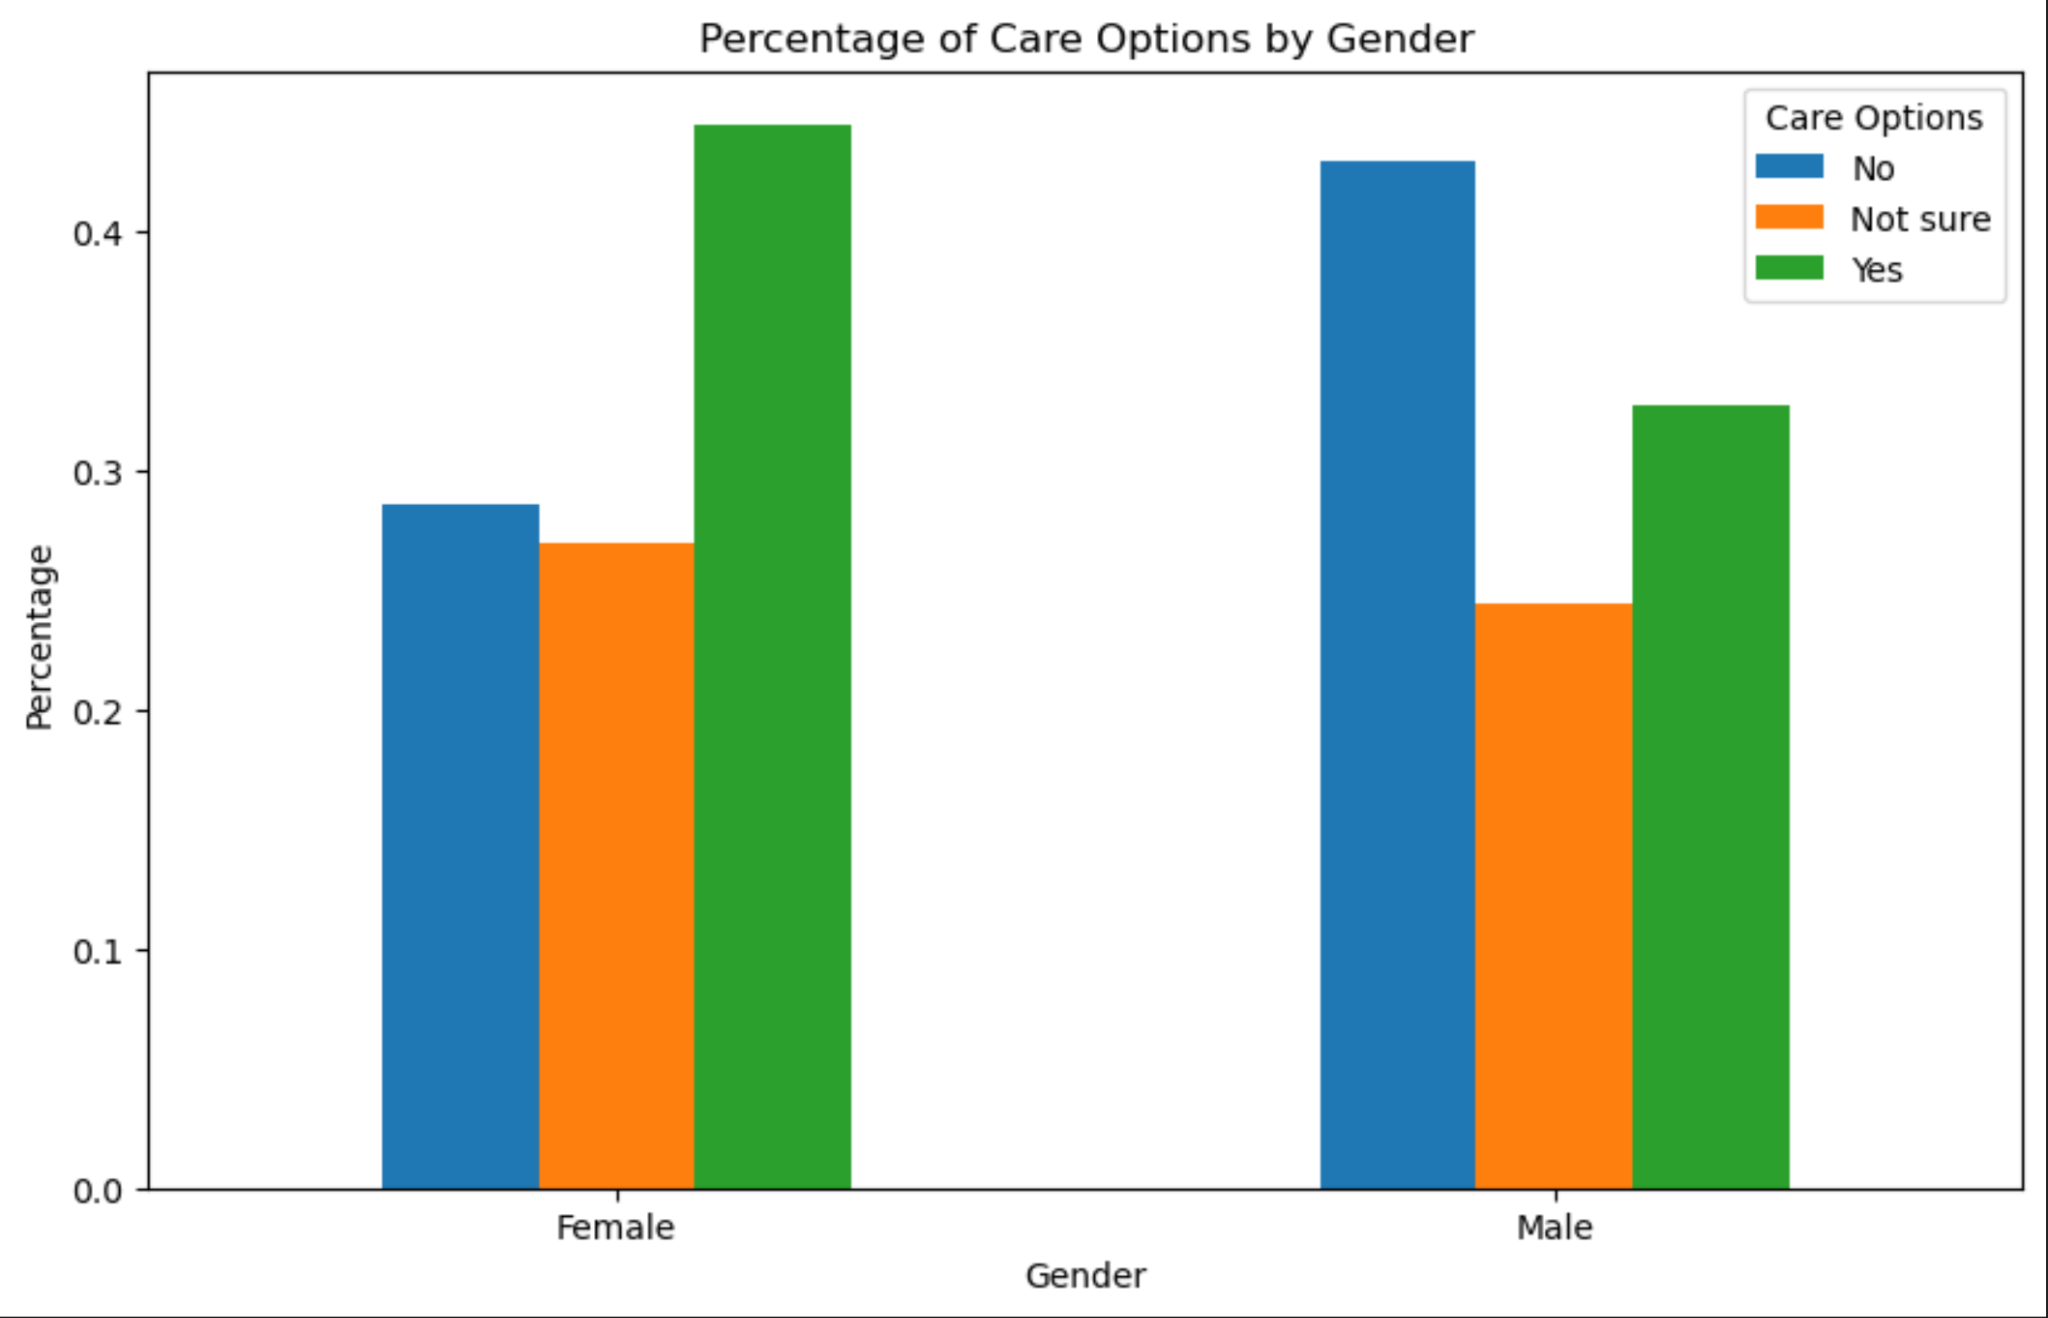 Percentage of Care Options by Gender
Care Options
No
Not sure
Yes
Percentage
0.4
0.3
0.2
0.1
0.0
Female
Male
Gender